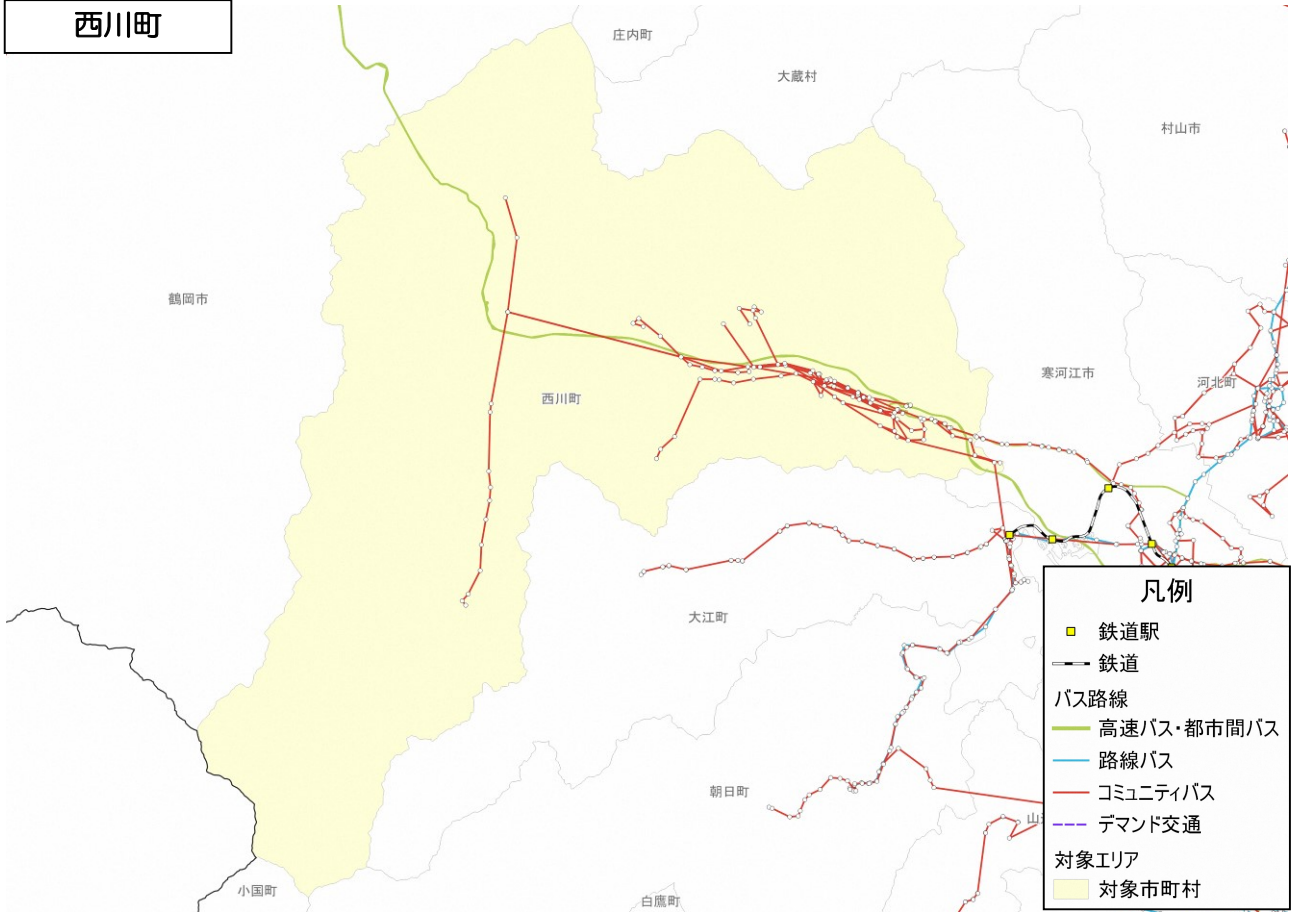 西川町
庄内町
大蔵村
村山市
鶴岡市
寒河江市
河北町
西川町
大江町
朝日町
山
小国町
白鷹町
凡例
鉄道駅
鉄道
バス路線
高速バス・都市間バス
路線バス
コミュニティバス
デマンド交通
対象エリア
対象市町村